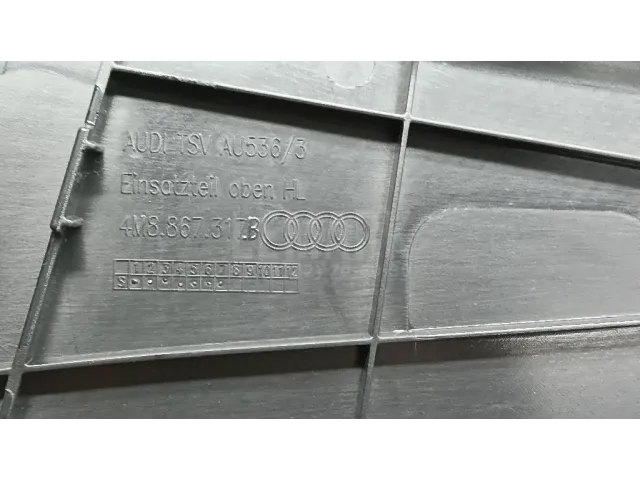 AUDI TSV AU536/3
Einsatzteil oben HL
4M8.867.317B
1 2 3 4 5 6 7 8 9 10 11 12
S